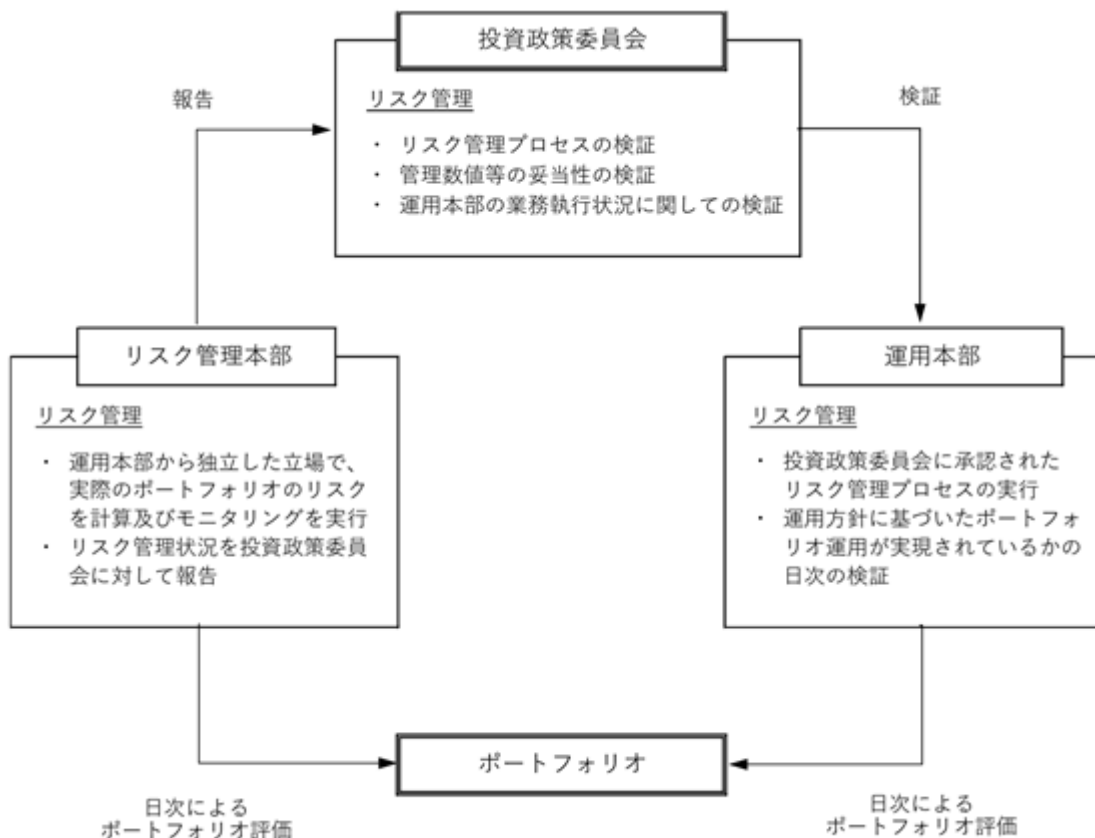 投資政策委員会
報告
検証
リスク管理
・ リスク管理プロセスの検証
・ 管理数値等の妥当性の検証
・ 運用本部の業務執行状況に関しての検証
リスク管理本部
リスク管理
・ 運用本部から独立した立場で、
実際のポートフォリオのリスク
を計算及びモニタリングを実行
・ リスク管理状況を投資政策委員
会に対して報告
運用本部
リスク管理
・ 投資政策委員会に承認された
リスク管理プロセスの実行
・ 運用方針に基づいたポートフォ
リオ運用が実現されているかの
日次の検証
ポートフォリオ
日次による
ポートフォリオ評価
日次による
ポートフォリオ評価